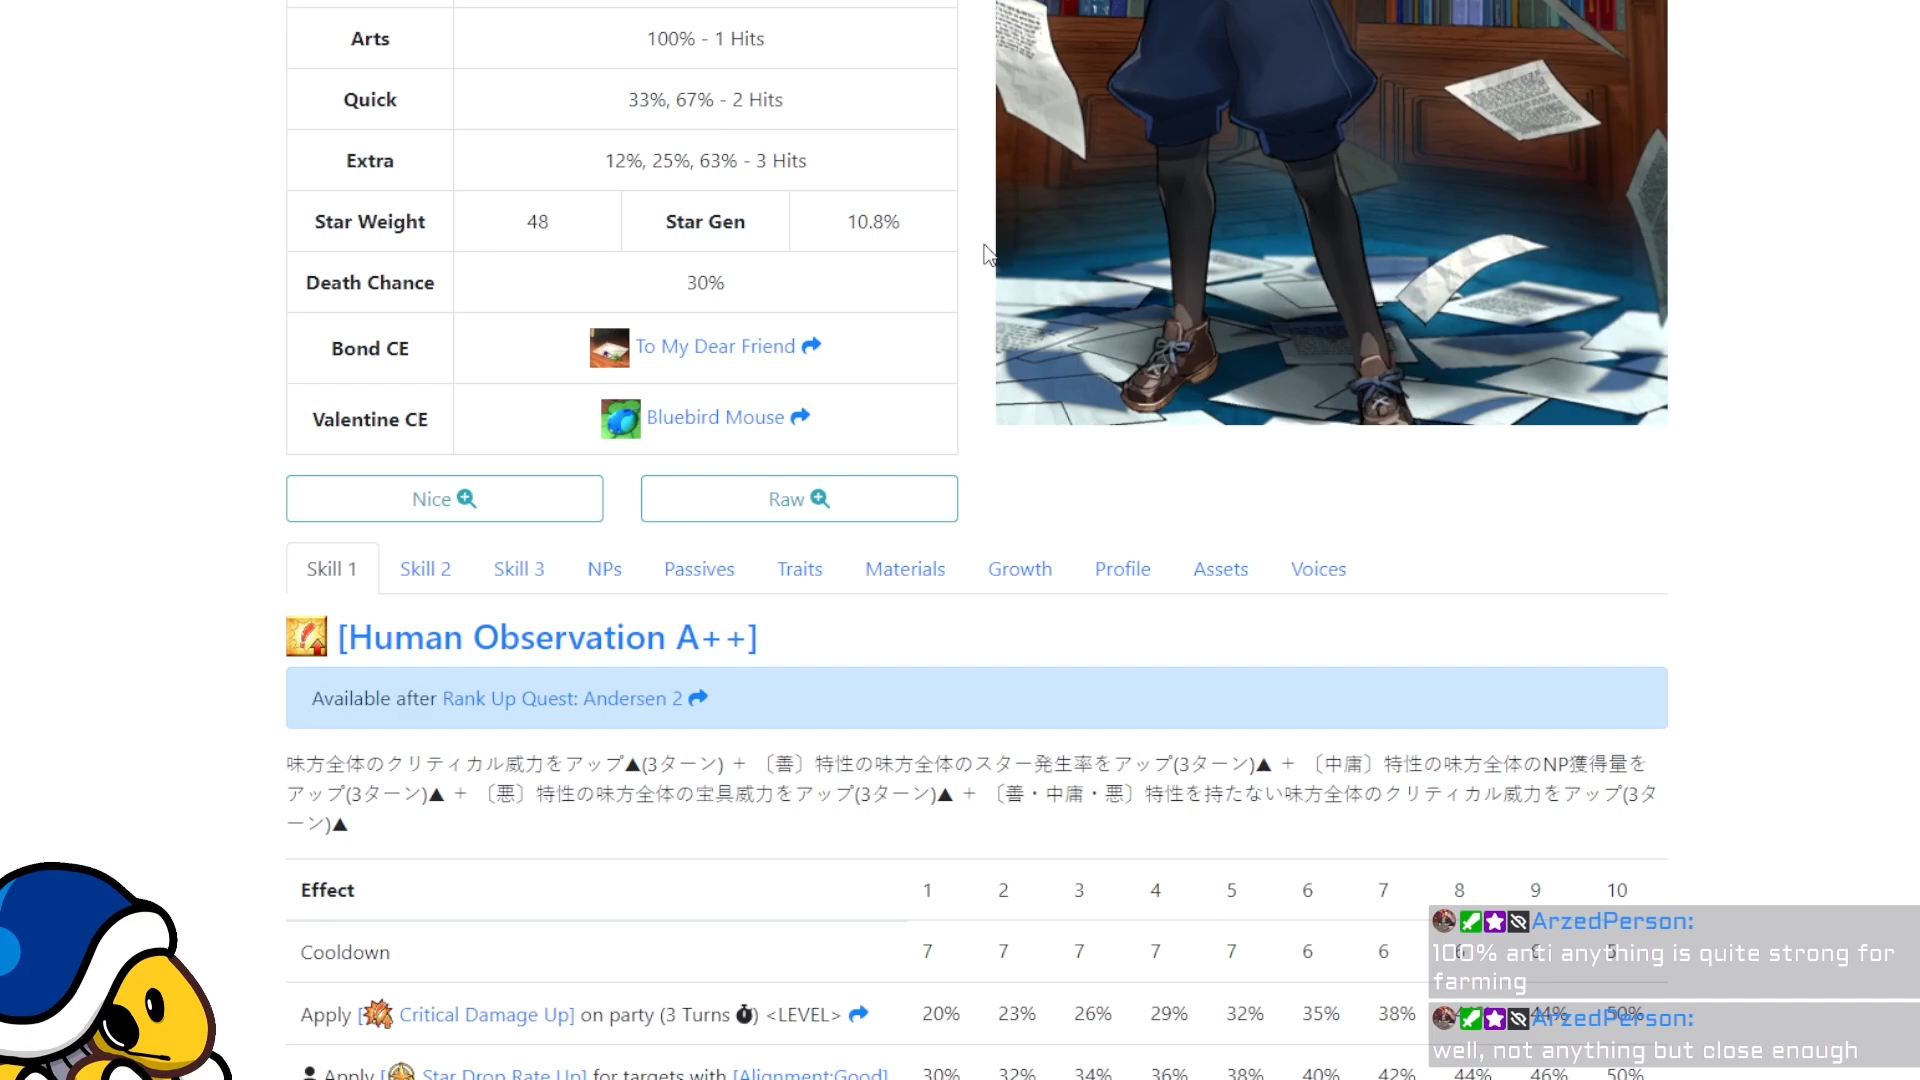 Arts 100% - 1 Hits
Quick 33%, 67% - 2 Hits
Extra 12%, 25%, 63% - 3 Hits
Star Weight 48 Star Gen 10.8%
Death Chance 30%
Bond CE To My Dear Friend
Valentine CE Bluebird Mouse
Nice Raw
Skill 1 Skill 2 Skill 3 NPs Passives Traits Materials Growth Profile Assets Voices
[Human Observation A++]
Available after Rank Up Quest: Andersen 2
味方全体のクリティカル威力をアップ▲(3ターン) ＋ 〔善〕特性の味方全体のスター発生率をアップ(3ターン)▲ ＋ 〔中庸〕特性の味方全体のNP獲得量を
アップ(3ターン)▲ ＋ 〔悪〕特性の味方全体の宝具威力をアップ(3ターン)▲ ＋ 〔善・中庸・悪〕特性を持たない味方全体のクリティカル威力をアップ(3タ
ーン)▲
Effect 1 2 3 4 5 6 7 8 9 10
Cooldown 7 7 7 7 7 6 6
Apply [Critical Damage Up] on party (3 Turns) <LEVEL> 20% 23% 26% 29% 32% 35% 38% 44% 50%
Apply [Star Drop Rate Up] for targets with [Alignment:Good] 30% 32% 34% 36% 38% 40% 42% 44% 46% 50%
ArzedPerson:
100% anti anything is quite strong for
farming
ArzedPerson:
well, not anything but close enough